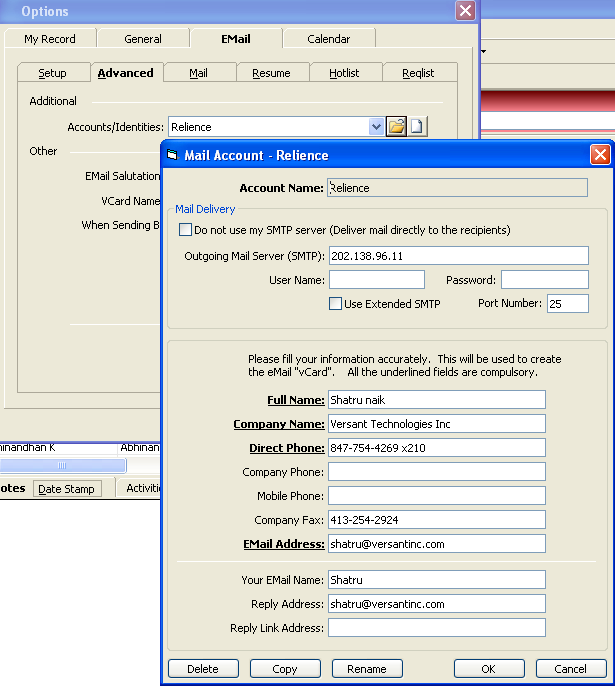 Options
My Record General EMail Calendar
Setup Advanced Mail Resume Hotlist Reqlist
Additional
Accounts/Identities: Relience
Other
EMail Salutation
VCard Name
When Sending B
Mail Account - Relience
Account Name: Relience
Mail Delivery
Do not use my SMTP server (Deliver mail directly to the recipients)
Outgoing Mail Server (SMTP): 202.138.96.11
User Name: Password:
Use Extended SMTP Port Number: 25
Please fill your information accurately. This will be used to create
the eMail "vCard". All the underlined fields are compulsory.
Full Name: Shatru naik
Company Name: Versant Technologies Inc
Direct Phone: 847-754-4269 x210
Company Phone:
Mobile Phone:
Company Fax: 413-254-2924
EMail Address: shatru@versantinc.com
Your EMail Name: Shatru
Reply Address: shatru@versantinc.com
Reply Link Address:
Delete Copy Rename OK Cancel
inandhan K Abhinan
otes Date Stamp Activitie